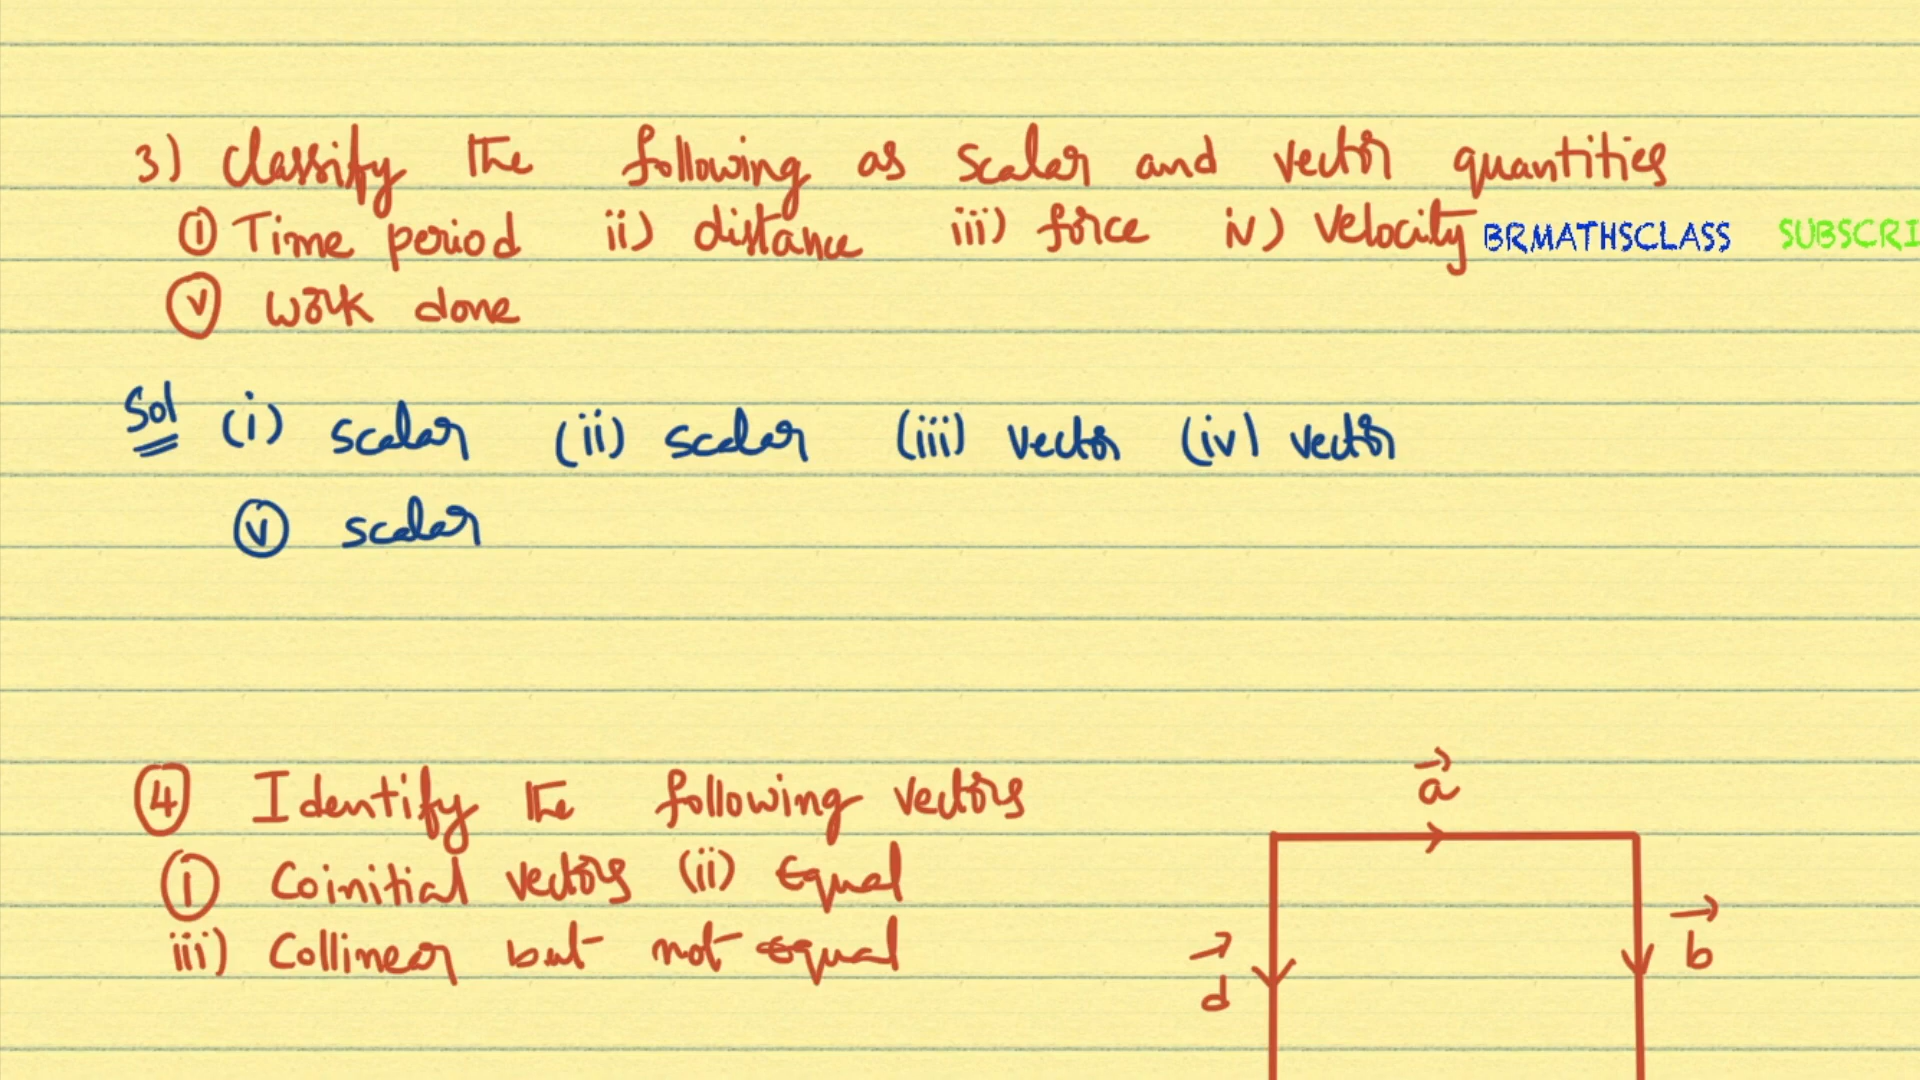 3) Classify the following as scalar and vector quantities
① Time period ii) distance iii) force iv) velocity BRMATHSCLASS SUBSCRI
ⓥ work done
Sol (i) scalar (ii) scalar (iii) vector (iv) vector
ⓥ scalar
④ Identify the following vectors
① Coinitial vectors (ii) Equal
iii) Collinear but not equal
a⃗
b⃗
d⃗